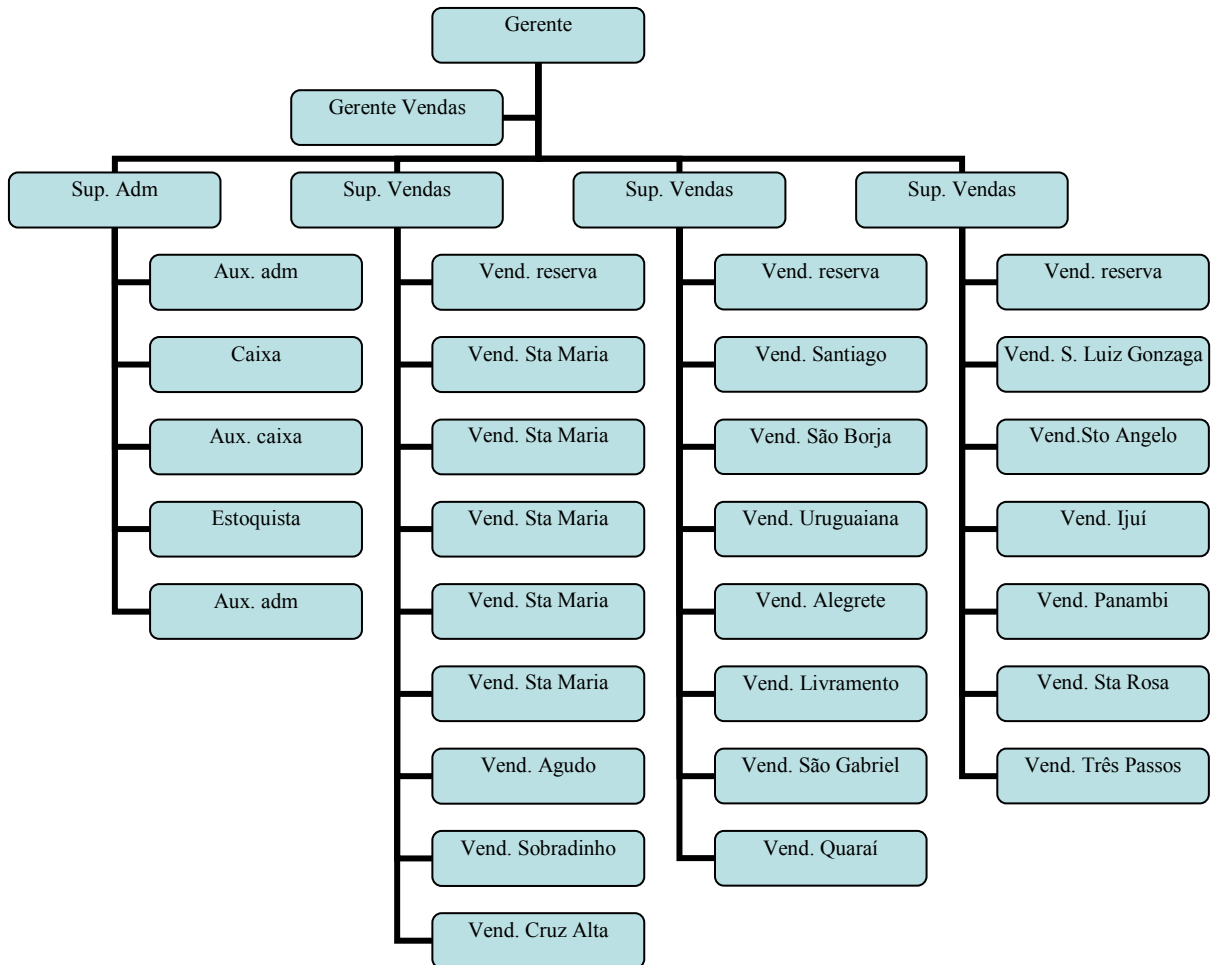 Gerente
Gerente Vendas
Sup. Adm
Sup. Vendas
Sup. Vendas
Sup. Vendas
Aux. adm
Caixa
Aux. caixa
Estoquista
Aux. adm
Vend. reserva
Vend. Sta Maria
Vend. Sta Maria
Vend. Sta Maria
Vend. Sta Maria
Vend. Sta Maria
Vend. Agudo
Vend. Sobradinho
Vend. Cruz Alta
Vend. reserva
Vend. Santiago
Vend. São Borja
Vend. Uruguaiana
Vend. Alegrete
Vend. Livramento
Vend. São Gabriel
Vend. Quaraí
Vend. reserva
Vend. S. Luiz Gonzaga
Vend.Sto Angelo
Vend. Ijuí
Vend. Panambi
Vend. Sta Rosa
Vend. Três Passos